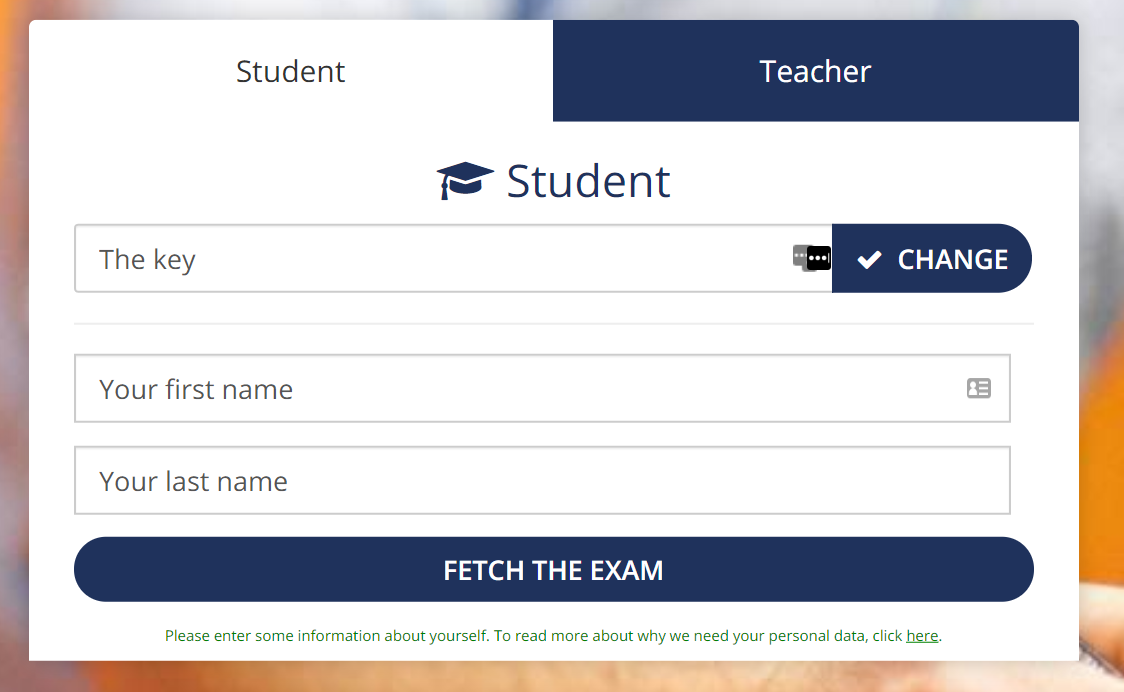 Student
Teacher
Student
The key
CHANGE
Your first name
Your last name
FETCH THE EXAM
Please enter some information about yourself. To read more about why we need your personal data, click here.